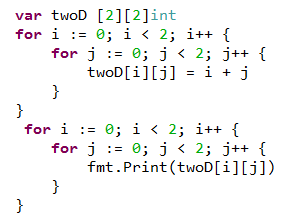 var twoD [2][2]int
for i := 0; i < 2; i++ {
    for j := 0; j < 2; j++ {
        twoD[i][j] = i + j
    }
}
 for i := 0; i < 2; i++ {
    for j := 0; j < 2; j++ {
        fmt.Print(twoD[i][j])
    }
}